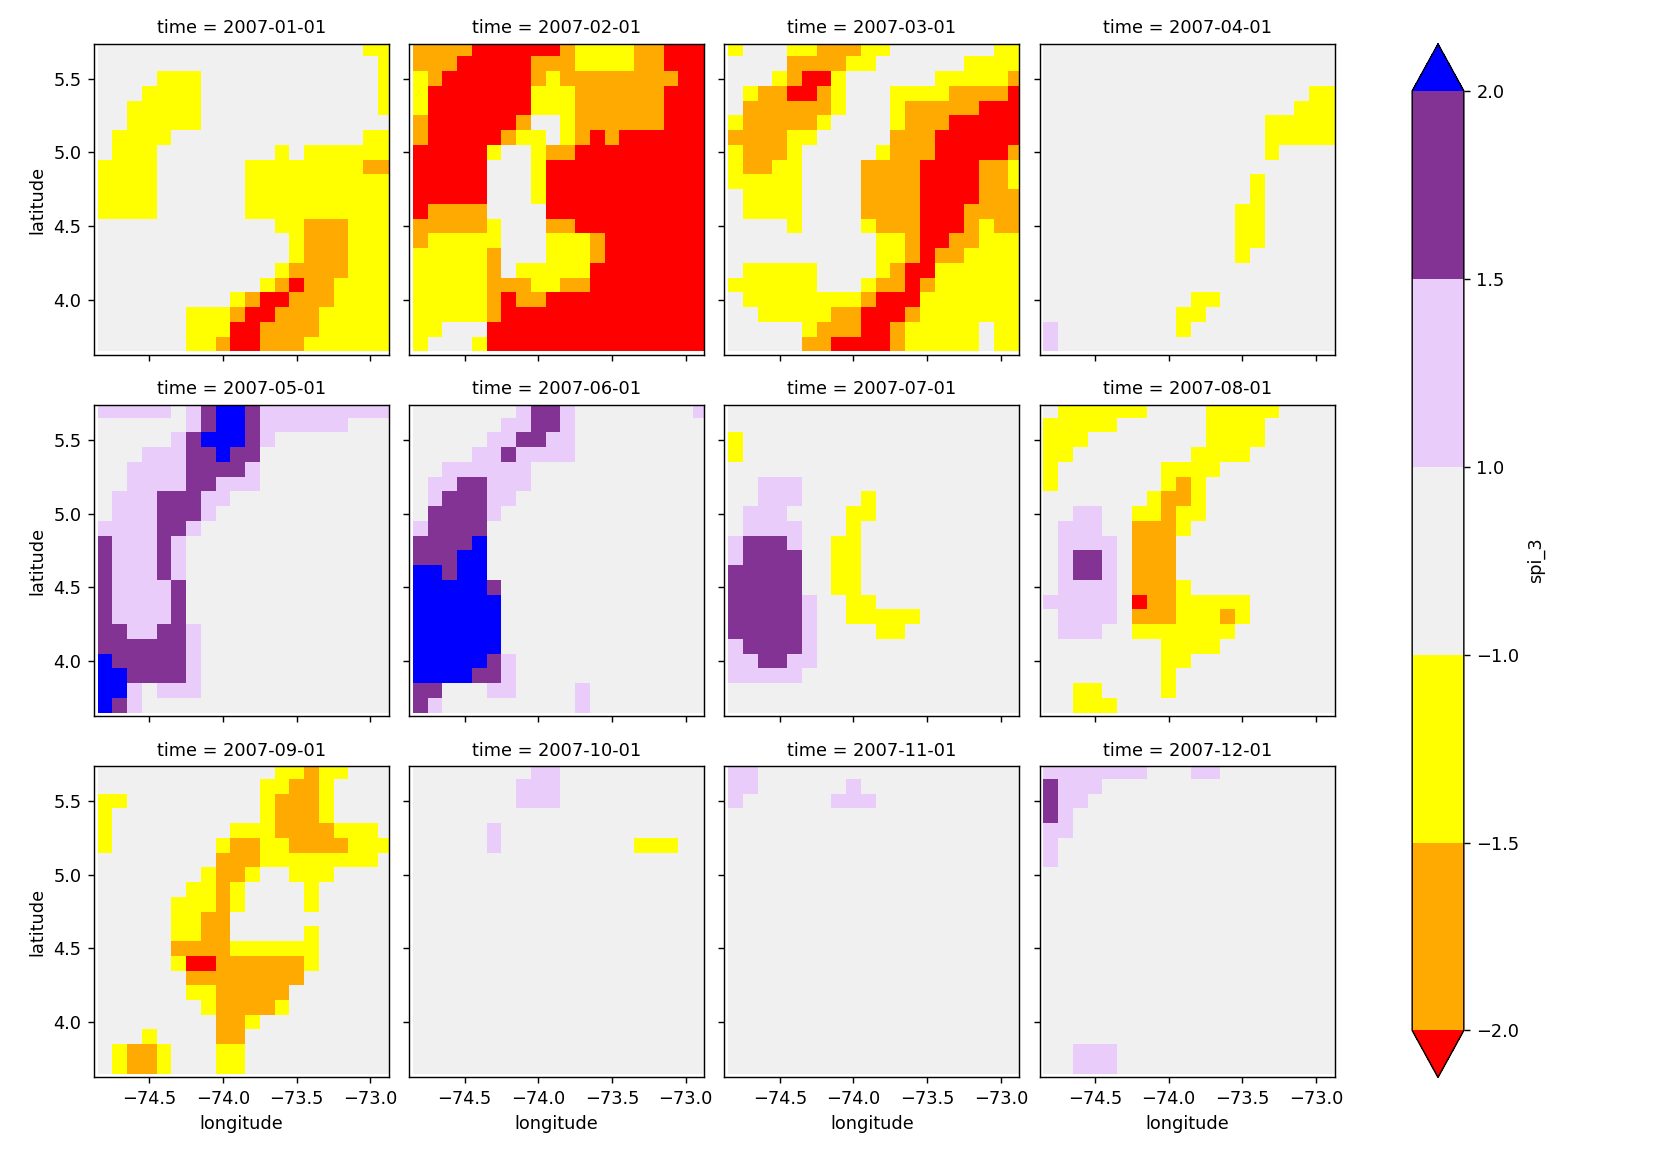 time = 2007-01-01
time = 2007-02-01
time = 2007-03-01
time = 2007-04-01
5.5
5.0
4.5
4.0
latitude
time = 2007-05-01
time = 2007-06-01
time = 2007-07-01
time = 2007-08-01
5.5
5.0
4.5
4.0
latitude
time = 2007-09-01
time = 2007-10-01
time = 2007-11-01
time = 2007-12-01
5.5
5.0
4.5
4.0
latitude
−74.5 −74.0 −73.5 −73.0
longitude
−74.5 −74.0 −73.5 −73.0
longitude
−74.5 −74.0 −73.5 −73.0
longitude
−74.5 −74.0 −73.5 −73.0
longitude
2.0
1.5
1.0
−1.0
−1.5
−2.0
spi_3